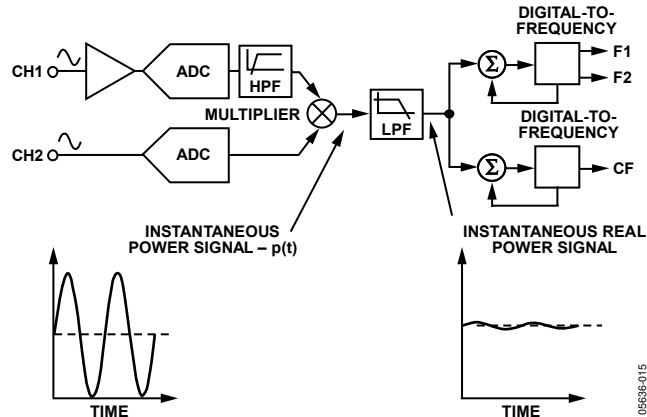 DIGITAL-TO-
FREQUENCY
F1
F2
CH1
ADC
HPF
MULTIPLIER
LPF
Σ
CH2
ADC
DIGITAL-TO-
FREQUENCY
Σ
CF
INSTANTANEOUS
POWER SIGNAL – p(t)
INSTANTANEOUS REAL
POWER SIGNAL
TIME
TIME
05636-015